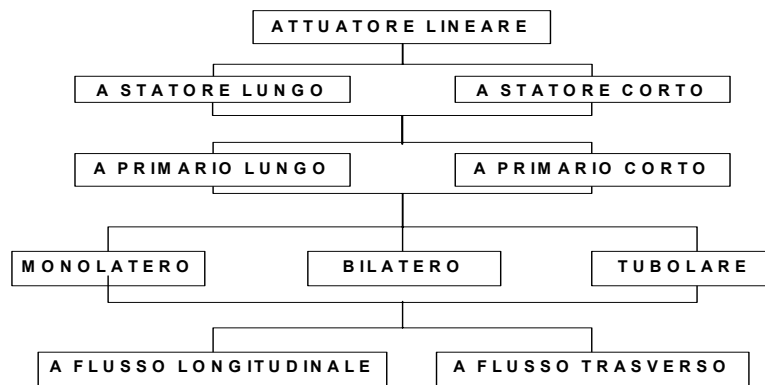 ATTUATORE LINEARE
A STATORE LUNGO
A STATORE CORTO
A PRIMARIO LUNGO
A PRIMARIO CORTO
MONOLATERO
BILATERO
TUBOLARE
A FLUSSO LONGITUDINALE
A FLUSSO TRASVERSO